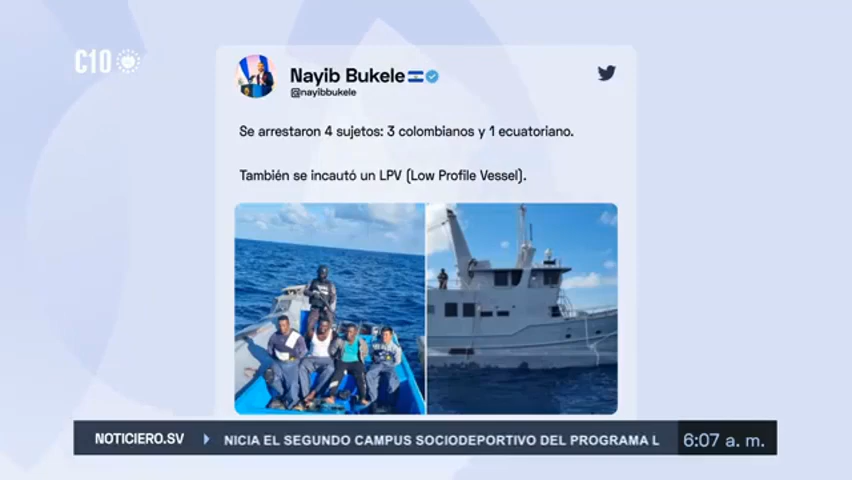 C10
Nayib Bukele
@nayibbukele
Se arrestaron 4 sujetos: 3 colombianos y 1 ecuatoriano.
También se incautó un LPV (Low Profile Vessel).
NOTICIERO.SV
NICIA EL SEGUNDO CAMPUS SOCIODEPORTIVO DEL PROGRAMA L
6:07 a. m.